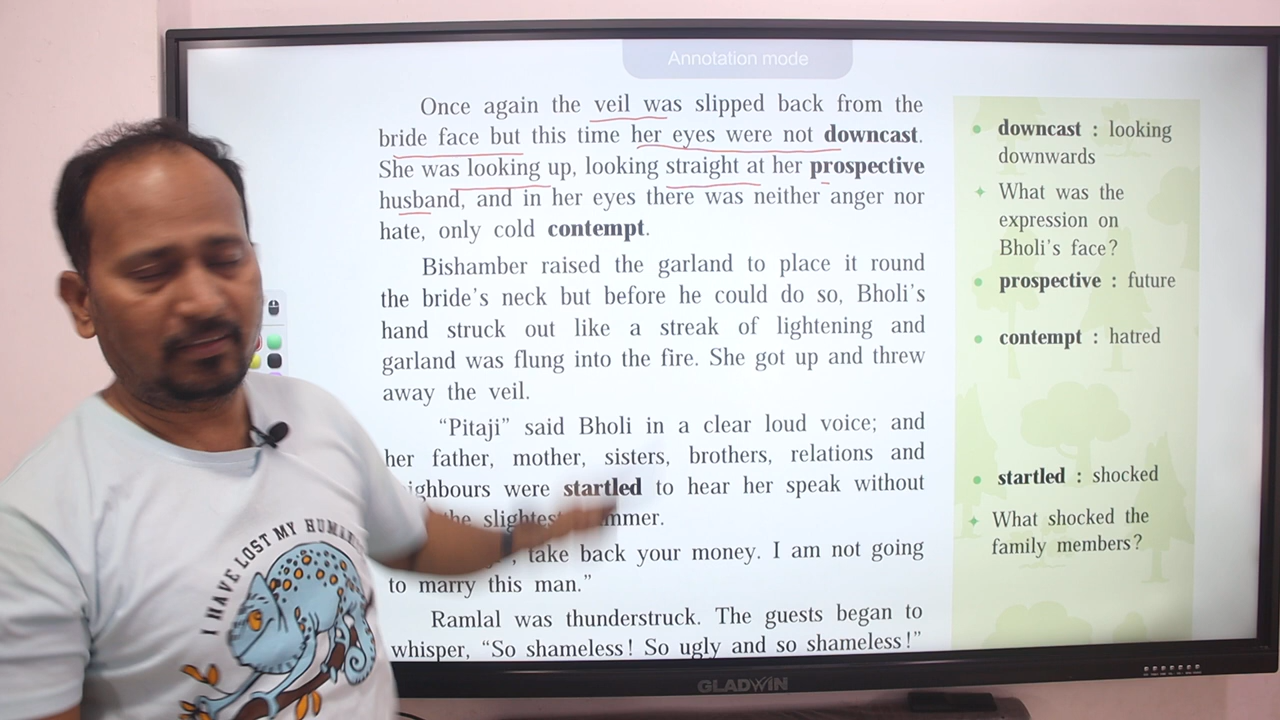 Annotation mode
Once again the veil was slipped back from the
bride face but this time her eyes were not downcast.
She was looking up, looking straight at her prospective
husband, and in her eyes there was neither anger nor
hate, only cold contempt.
Bishamber raised the garland to place it round
the bride's neck but before he could do so, Bholi's
hand struck out like a streak of lightening and
garland was flung into the fire. She got up and threw
away the veil.
"Pitaji" said Bholi in a clear loud voice; and
her father, mother, sisters, brothers, relations and
were startled to hear her speak without
the slightest
take back your money. I am not going
to marry this man."
Ramlal was thunderstruck. The guests began to
whisper, "So shameless! So ugly and so shameless!"
downcast : looking
downwards
What was the
expression on
Bholi's face?
prospective : future
contempt : hatred
startled : shocked
What shocked the
family members?
I HAVE LOST MY
GLADWIN